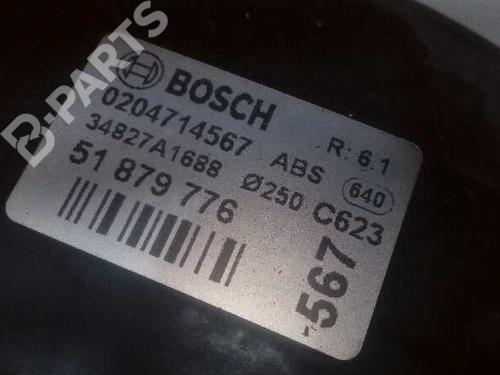 B-PARTS
BOSCH
0204714567 ABS R: 6.1
34827A1688 Ø250 640
51 879 776 C623
-567